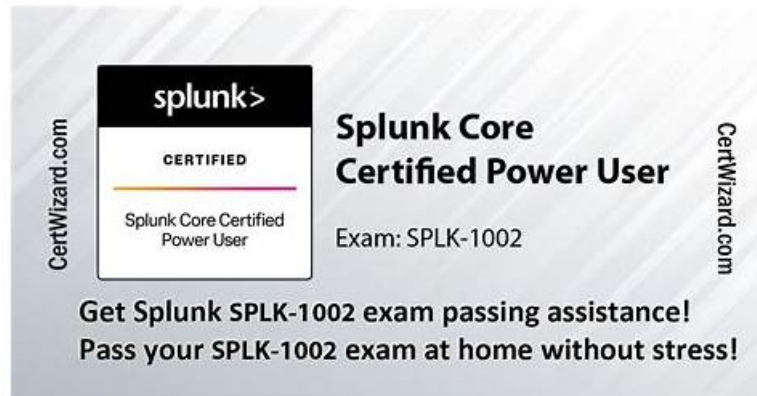 CertWizard.com
splunk>
CERTIFIED
Splunk Core Certified
Power User
Splunk Core
Certified Power User
Exam: SPLK-1002
CertWizard.com
Get Splunk SPLK-1002 exam passing assistance!
Pass your SPLK-1002 exam at home without stress!